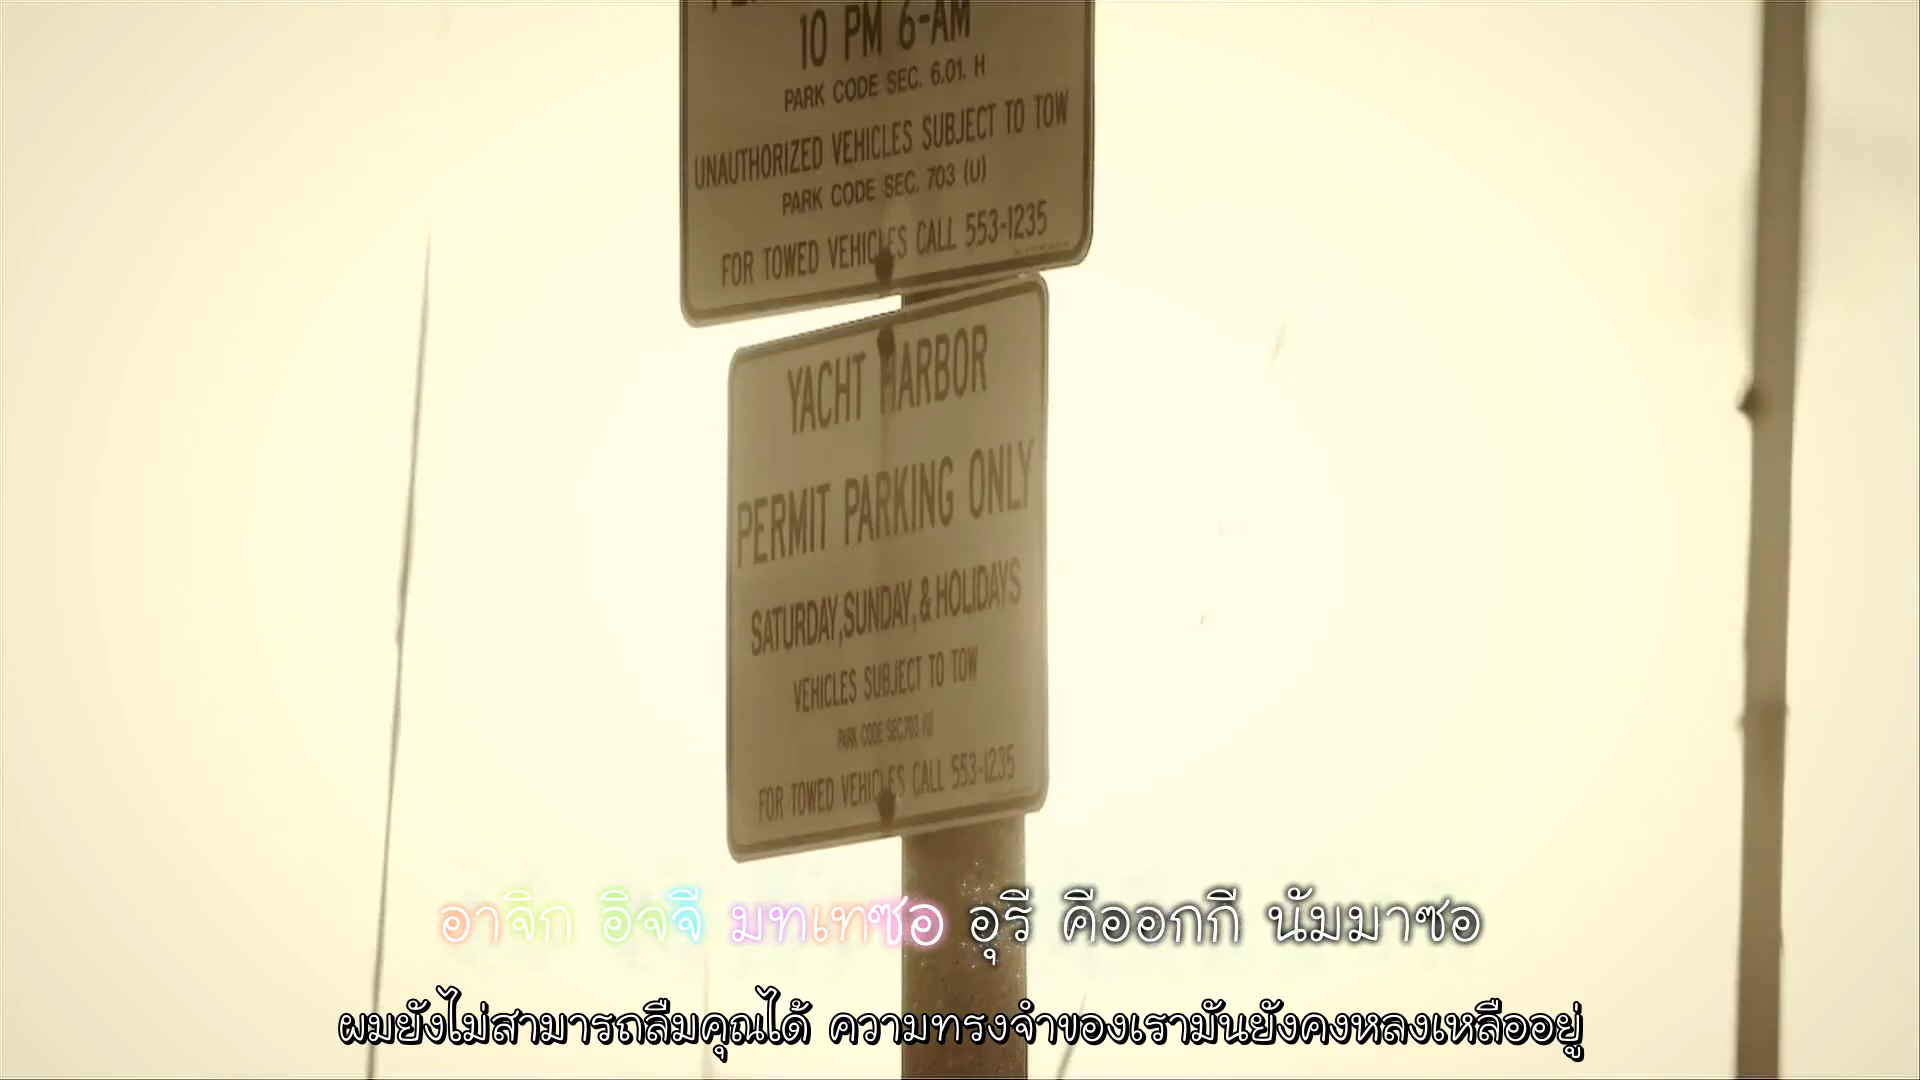 10 PM 6-AM
PARK CODE SEC. 6.01. H
UNAUTHORIZED VEHICLES SUBJECT TO TOW
PARK CODE SEC. 703 (U)
FOR TOWED VEHICLES CALL 553-1235
YACHT HARBOR
PERMIT PARKING ONLY
SATURDAY, SUNDAY, & HOLIDAYS
VEHICLES SUBJECT TO TOW
PARK CODE SEC.703 (U)
FOR TOWED VEHICLES CALL 553-1235
อาจิก อิจจี มทเทซอ อุรี คีออกกี นัมมาซอ
ผมยังไม่สามารถลืมคุณได้ ความทรงจำของเรามันยังคงหลงเหลืออยู่